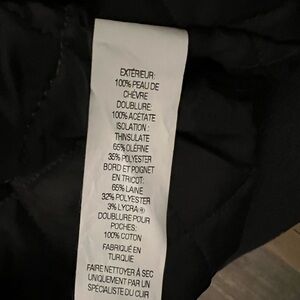 EXTÉRIEUR:
100% PEAU DE
CHÈVRE
DOUBLURE:
100% ACÉTATE
ISOLATION :
THINSULATE
65% OLÉFINE
35% POLYESTER
BORD ET POIGNET
EN TRICOT:
65% LAINE
32% POLYESTER
3% LYCRA®
DOUBLURE POUR
POCHES:
100% COTON
FABRIQUÉ EN
TURQUIE
FAIRE NETTOYER À SEC
UNIQUEMENT PAR UN
SPÉCIALISTE DU CUIR